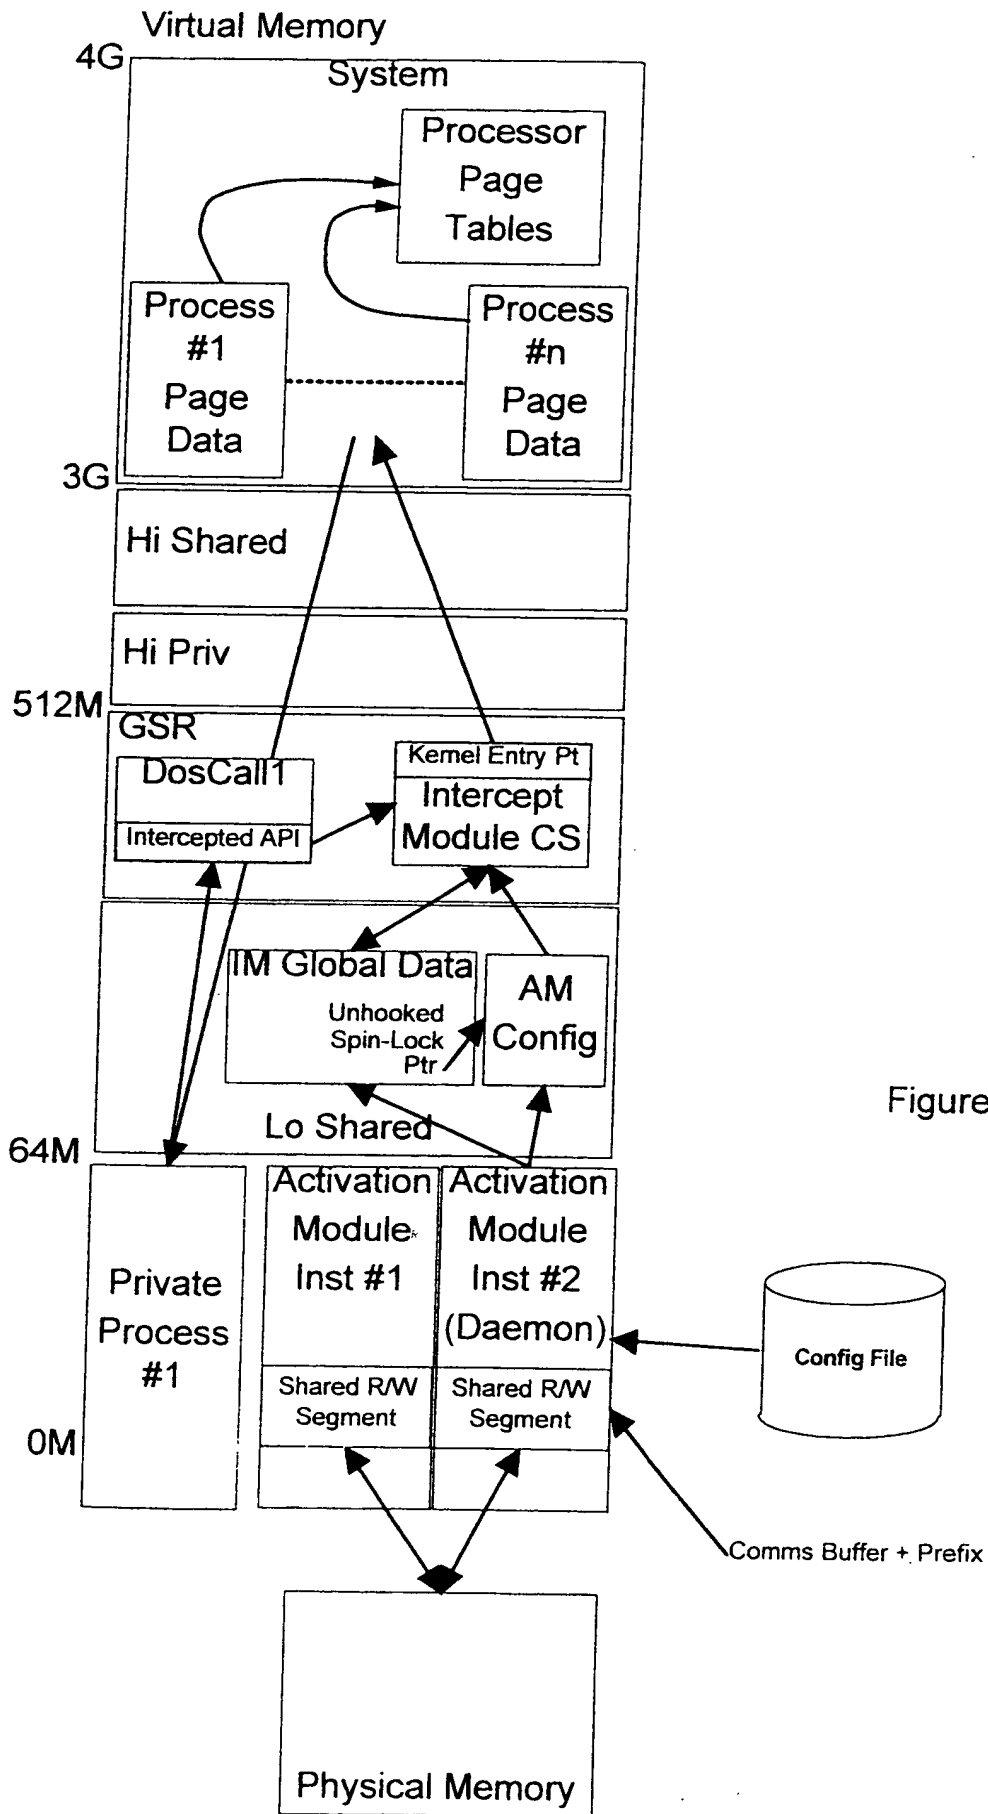 Virtual Memory
4G
System
Processor
Page
Tables
Process
#1
Page
Data
Process
#n
Page
Data
3G
Hi Shared
Hi Priv
512M
GSR
DosCall1
Intercepted API
Kernel Entry Pt
Intercept
Module CS
IM Global Data
Unhooked
Spin-Lock
Ptr
AM
Config
Lo Shared
Figure
64M
Private
Process
#1
Activation
Module
Inst #1
Shared R/W
Segment
Activation
Module
Inst #2
(Daemon)
Shared R/W
Segment
Config File
0M
Comms Buffer + Prefix
Physical Memory